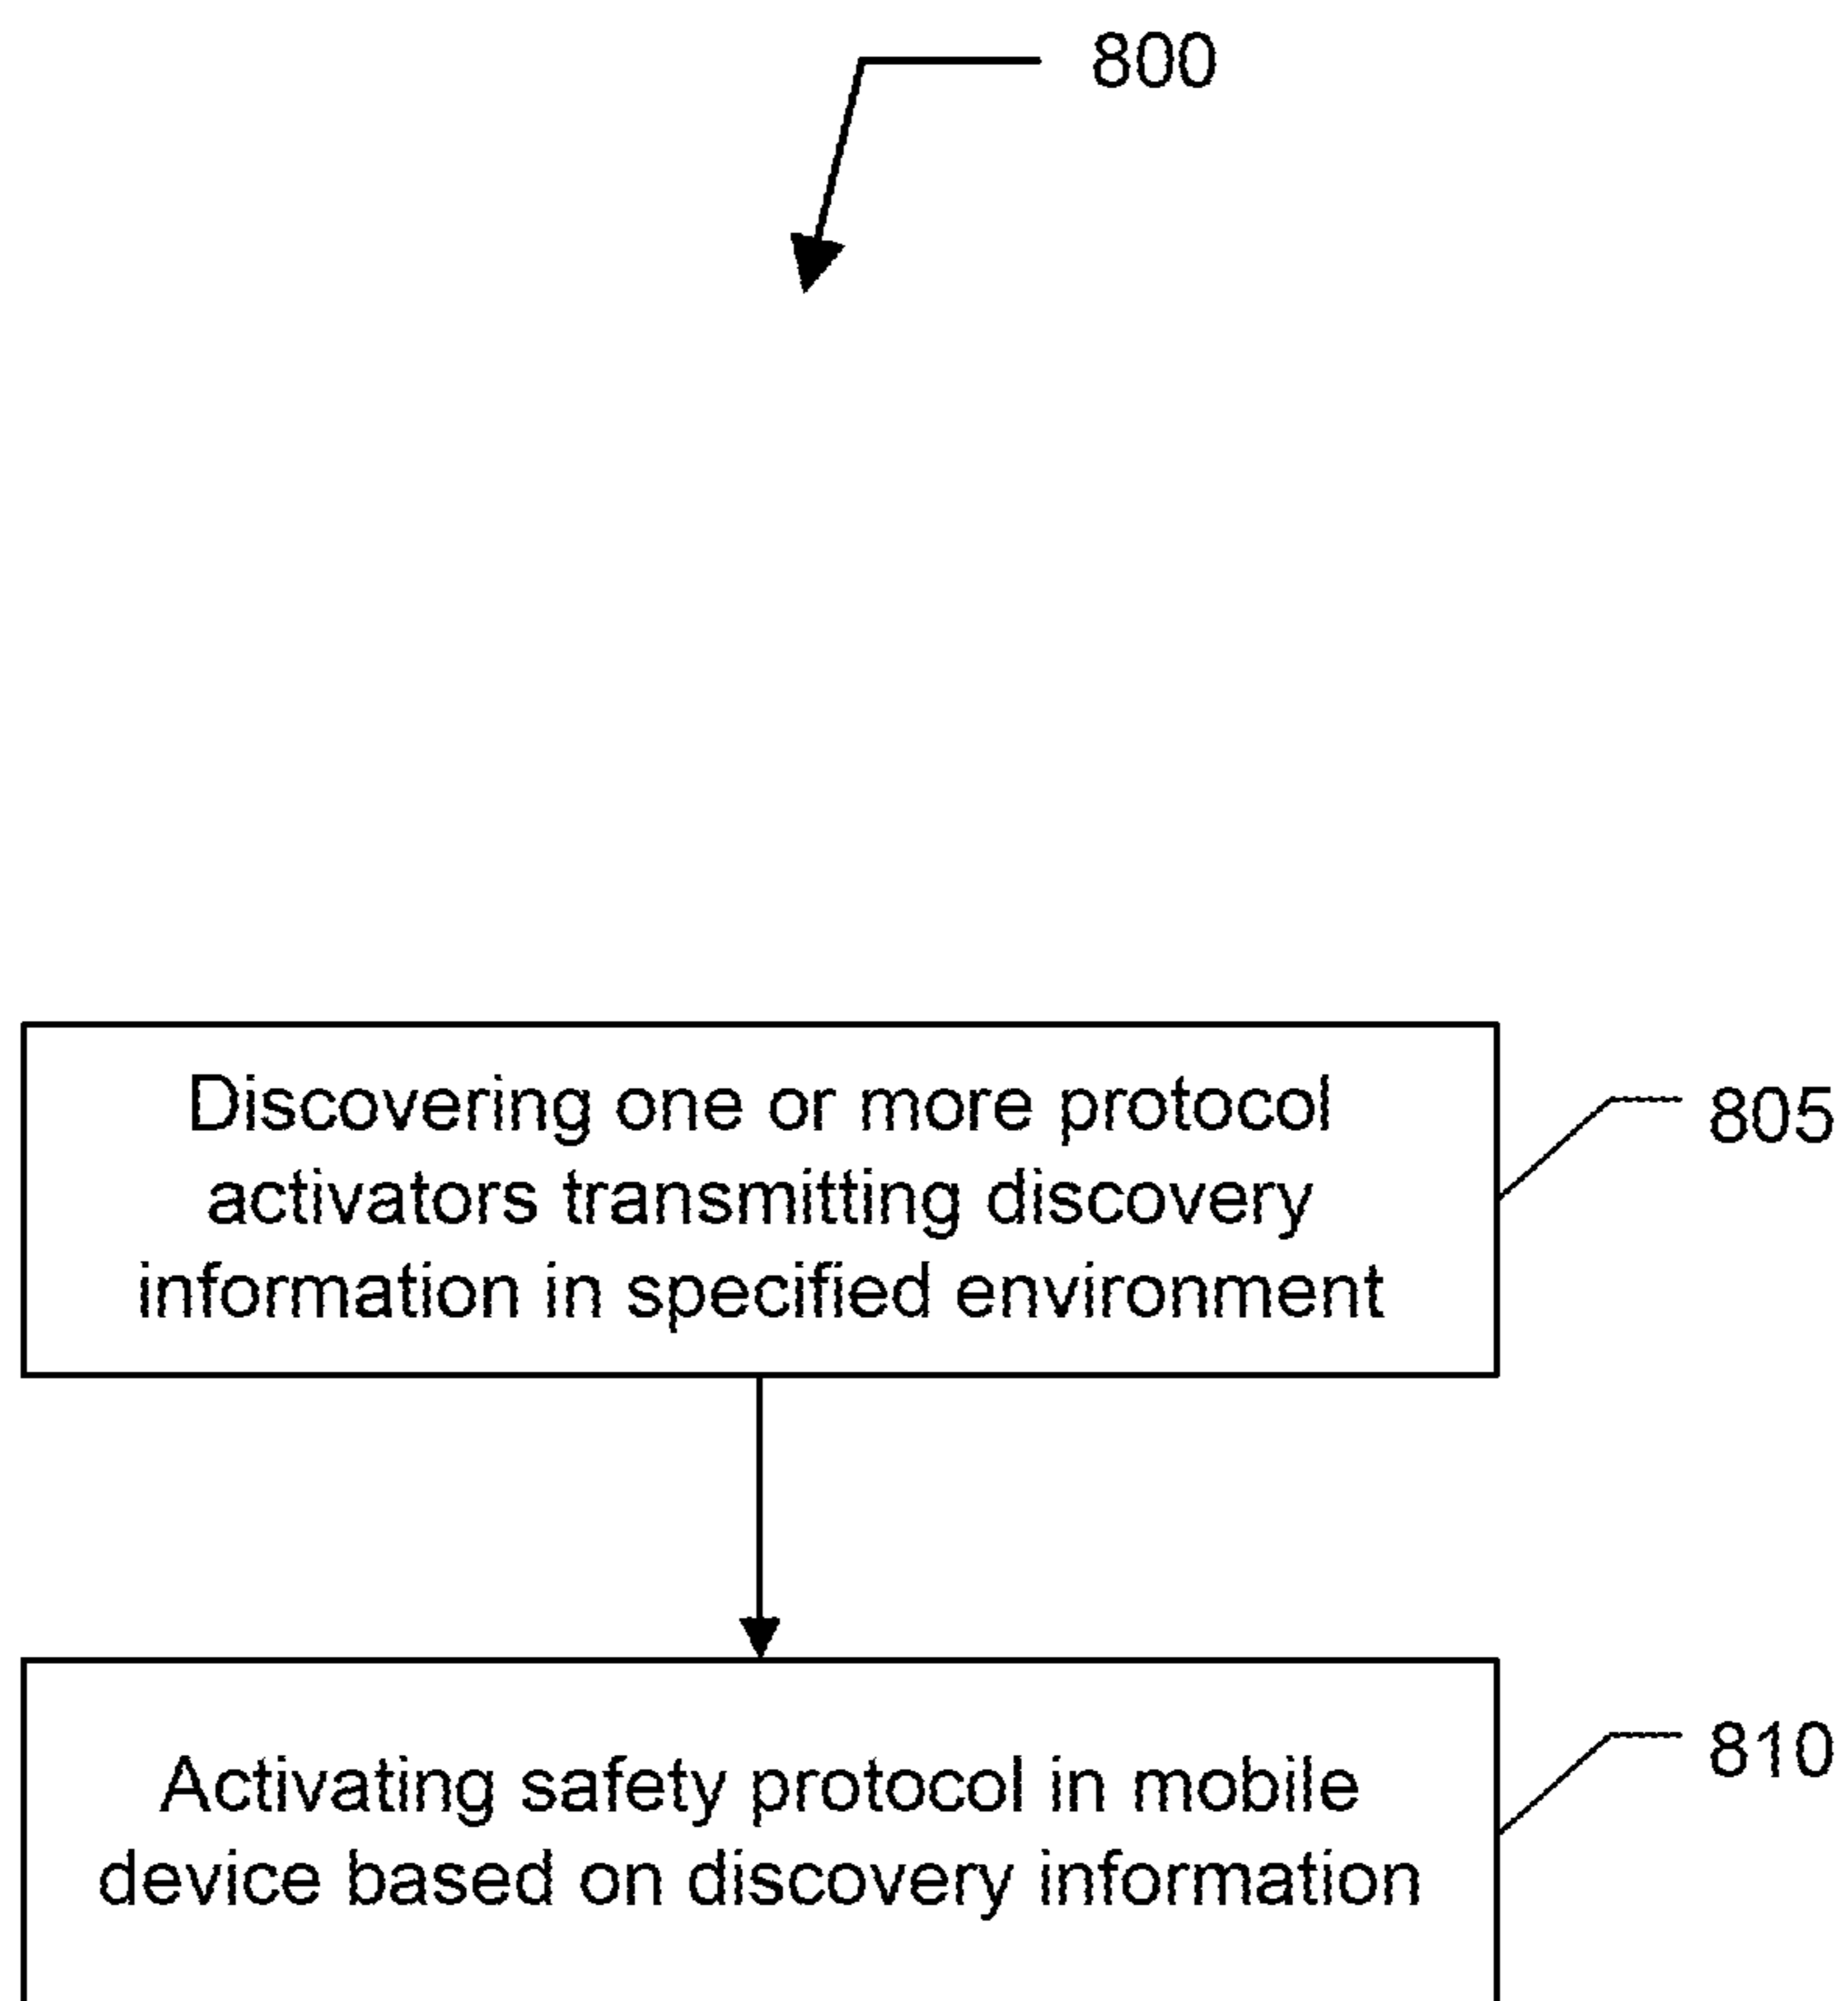 800
Discovering one or more protocol
activators transmitting discovery
information in specified environment
805
Activating safety protocol in mobile
device based on discovery information
810